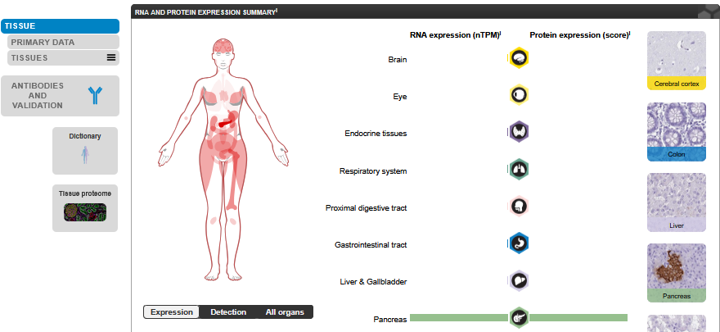 TISSUE
PRIMARY DATA
TISSUES
ANTIBODIES
AND
VALIDATION
Dictionary
Tissue proteome
RNA AND PROTEIN EXPRESSION SUMMARYⁱ
RNA expression (nTPM)ⁱ
Protein expression (score)ⁱ
Brain
Eye
Endocrine tissues
Respiratory system
Proximal digestive tract
Gastrointestinal tract
Liver & Gallbladder
Pancreas
Expression
Detection
All organs
Cerebral cortex
Colon
Liver
Pancreas